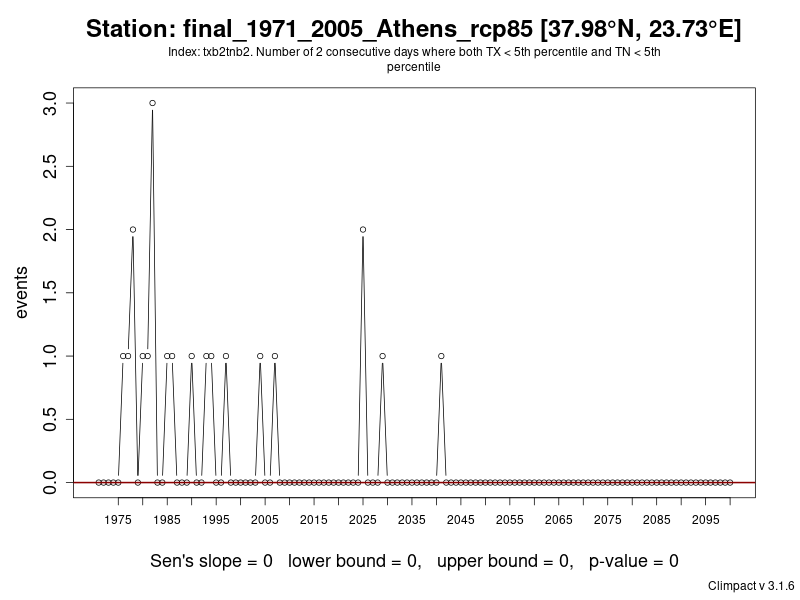 Station: final_1971_2005_Athens_rcp85 [37.98°N, 23.73°E]
Index: txb2tnb2. Number of 2 consecutive days where both TX < 5th percentile and TN < 5th
percentile
3.0
2.5
2.0
1.5
1.0
0.5
0.0
events
1975 1985 1995 2005 2015 2025 2035 2045 2055 2065 2075 2085 2095
Sen's slope = 0 lower bound = 0, upper bound = 0, p-value = 0
Climpact v 3.1.6